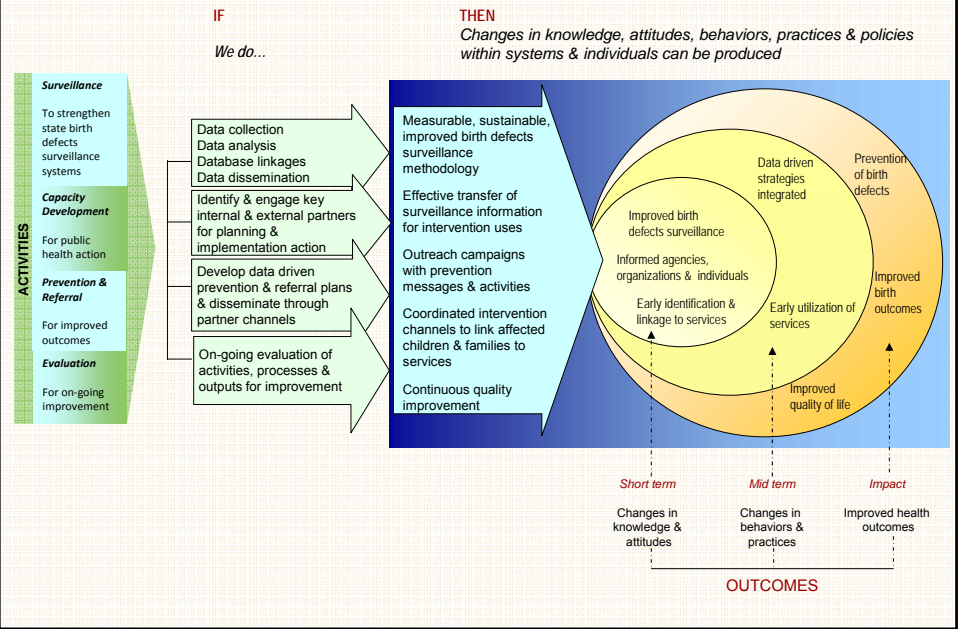 IF
We do...
THEN
Changes in knowledge, attitudes, behaviors, practices & policies
within systems & individuals can be produced
ACTIVITIES
Surveillance
To strengthen
state birth
defects
surveillance
systems
Capacity
Development
For public
health action
Prevention &
Referral
For improved
outcomes
Evaluation
For on-going
improvement
Data collection
Data analysis
Database linkages
Data dissemination
Identify & engage key
internal & external partners
for planning &
implementation action
Develop data driven
prevention & referral plans
& disseminate through
partner channels
On-going evaluation of
activities, processes &
outputs for improvement
Measurable, sustainable,
improved birth defects
surveillance
methodology
Effective transfer of
surveillance information
for intervention uses
Outreach campaigns
with prevention
messages & activities
Coordinated intervention
channels to link affected
children & families to
services
Continuous quality
improvement
Improved birth
defects surveillance
Informed agencies,
organizations & individuals
Early identification &
linkage to services
Data driven
strategies
integrated
Early utilization of
services
Prevention
of birth
defects
Improved
birth
outcomes
Improved
quality of life
Short term
Changes in
knowledge &
attitudes
Mid term
Changes in
behaviors &
practices
Impact
Improved health
outcomes
OUTCOMES